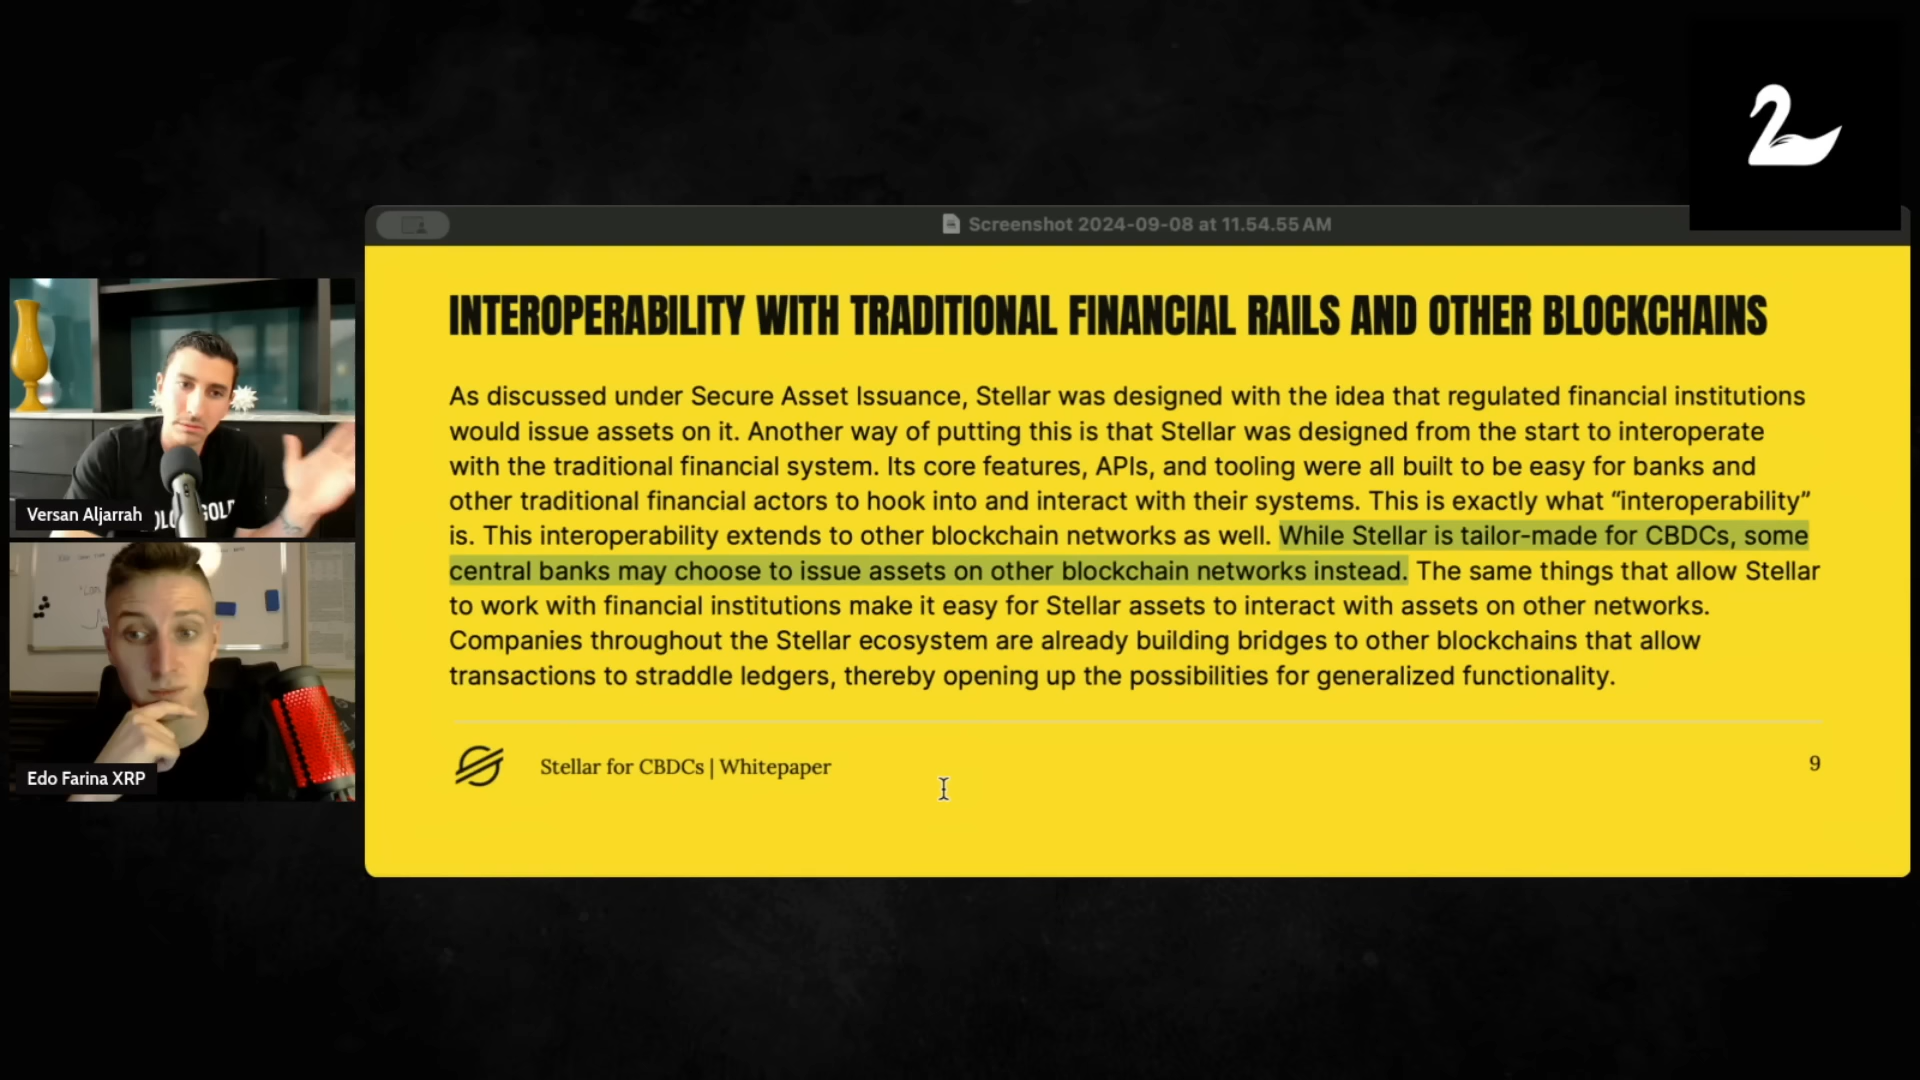 Screenshot 2024-09-08 at 11.54.55 AM
INTEROPERABILITY WITH TRADITIONAL FINANCIAL RAILS AND OTHER BLOCKCHAINS
As discussed under Secure Asset Issuance, Stellar was designed with the idea that regulated financial institutions
would issue assets on it. Another way of putting this is that Stellar was designed from the start to interoperate
with the traditional financial system. Its core features, APIs, and tooling were all built to be easy for banks and
other traditional financial actors to hook into and interact with their systems. This is exactly what “interoperability”
is. This interoperability extends to other blockchain networks as well. While Stellar is tailor-made for CBDCs, some
central banks may choose to issue assets on other blockchain networks instead. The same things that allow Stellar
to work with financial institutions make it easy for Stellar assets to interact with assets on other networks.
Companies throughout the Stellar ecosystem are already building bridges to other blockchains that allow
transactions to straddle ledgers, thereby opening up the possibilities for generalized functionality.
Stellar for CBDCs | Whitepaper
9
Versan Aljarrah
Edo Farina XRP